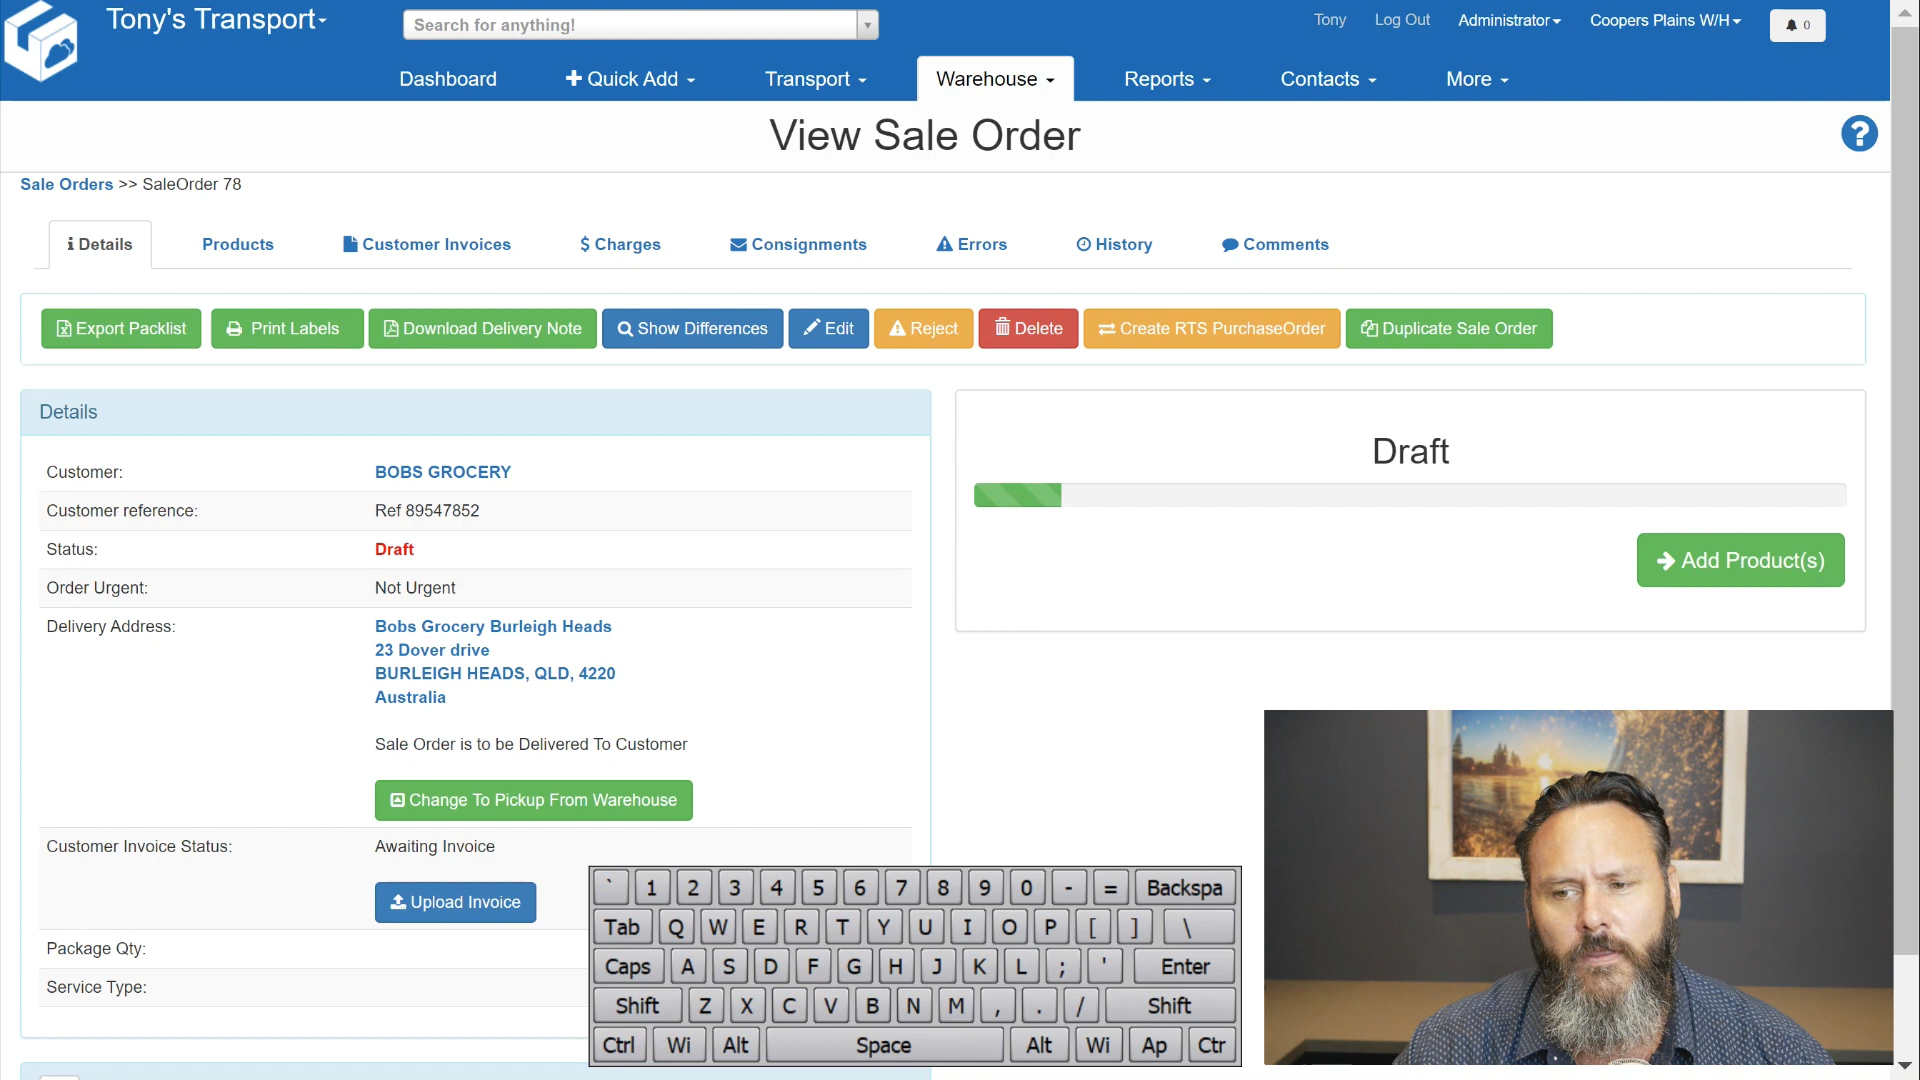 Tony's Transport
Search for anything!
Tony Log Out Administrator Coopers Plains W/H 0
Dashboard Quick Add Transport Warehouse Reports Contacts More
View Sale Order
?
Sale Orders >> SaleOrder 78
Details Products Customer Invoices $ Charges Consignments Errors History Comments
Export Packlist Print Labels Download Delivery Note Show Differences Edit Reject Delete Create RTS PurchaseOrder Duplicate Sale Order
Details
Customer: BOBS GROCERY
Customer reference: Ref 89547852
Status: Draft
Order Urgent: Not Urgent
Delivery Address: Bobs Grocery Burleigh Heads
23 Dover drive
BURLEIGH HEADS, QLD, 4220
Australia
Sale Order is to be Delivered To Customer
Change To Pickup From Warehouse
Customer Invoice Status: Awaiting Invoice
Upload Invoice
Package Qty:
Service Type:
Draft
Add Product(s)
` 1 2 3 4 5 6 7 8 9 0 - = Backspa
Tab Q W E R T Y U I O P [ ] \
Caps A S D F G H J K L ; ' Enter
Shift Z X C V B N M , . / Shift
Ctrl Wi Alt Space Alt Wi Ap Ctr